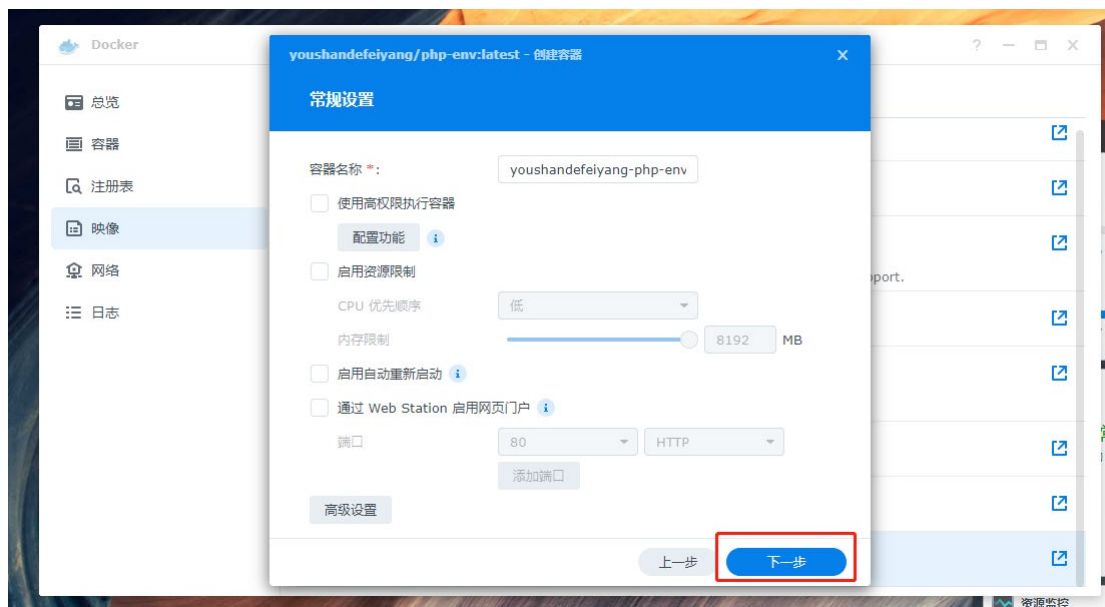 Docker
总览
容器
注册表
映像
网络
日志
youshandefeiyang/php-env:latest - 创建容器
常规设置
容器名称 *:
youshandefeiyang-php-env
使用高权限执行容器
配置功能
启用资源限制
CPU 优先顺序
低
内存限制
8192
MB
启用自动重新启动
通过 Web Station 启用网页门户
端口
80
HTTP
添加端口
高级设置
上一步
下一步
port.
资源监控